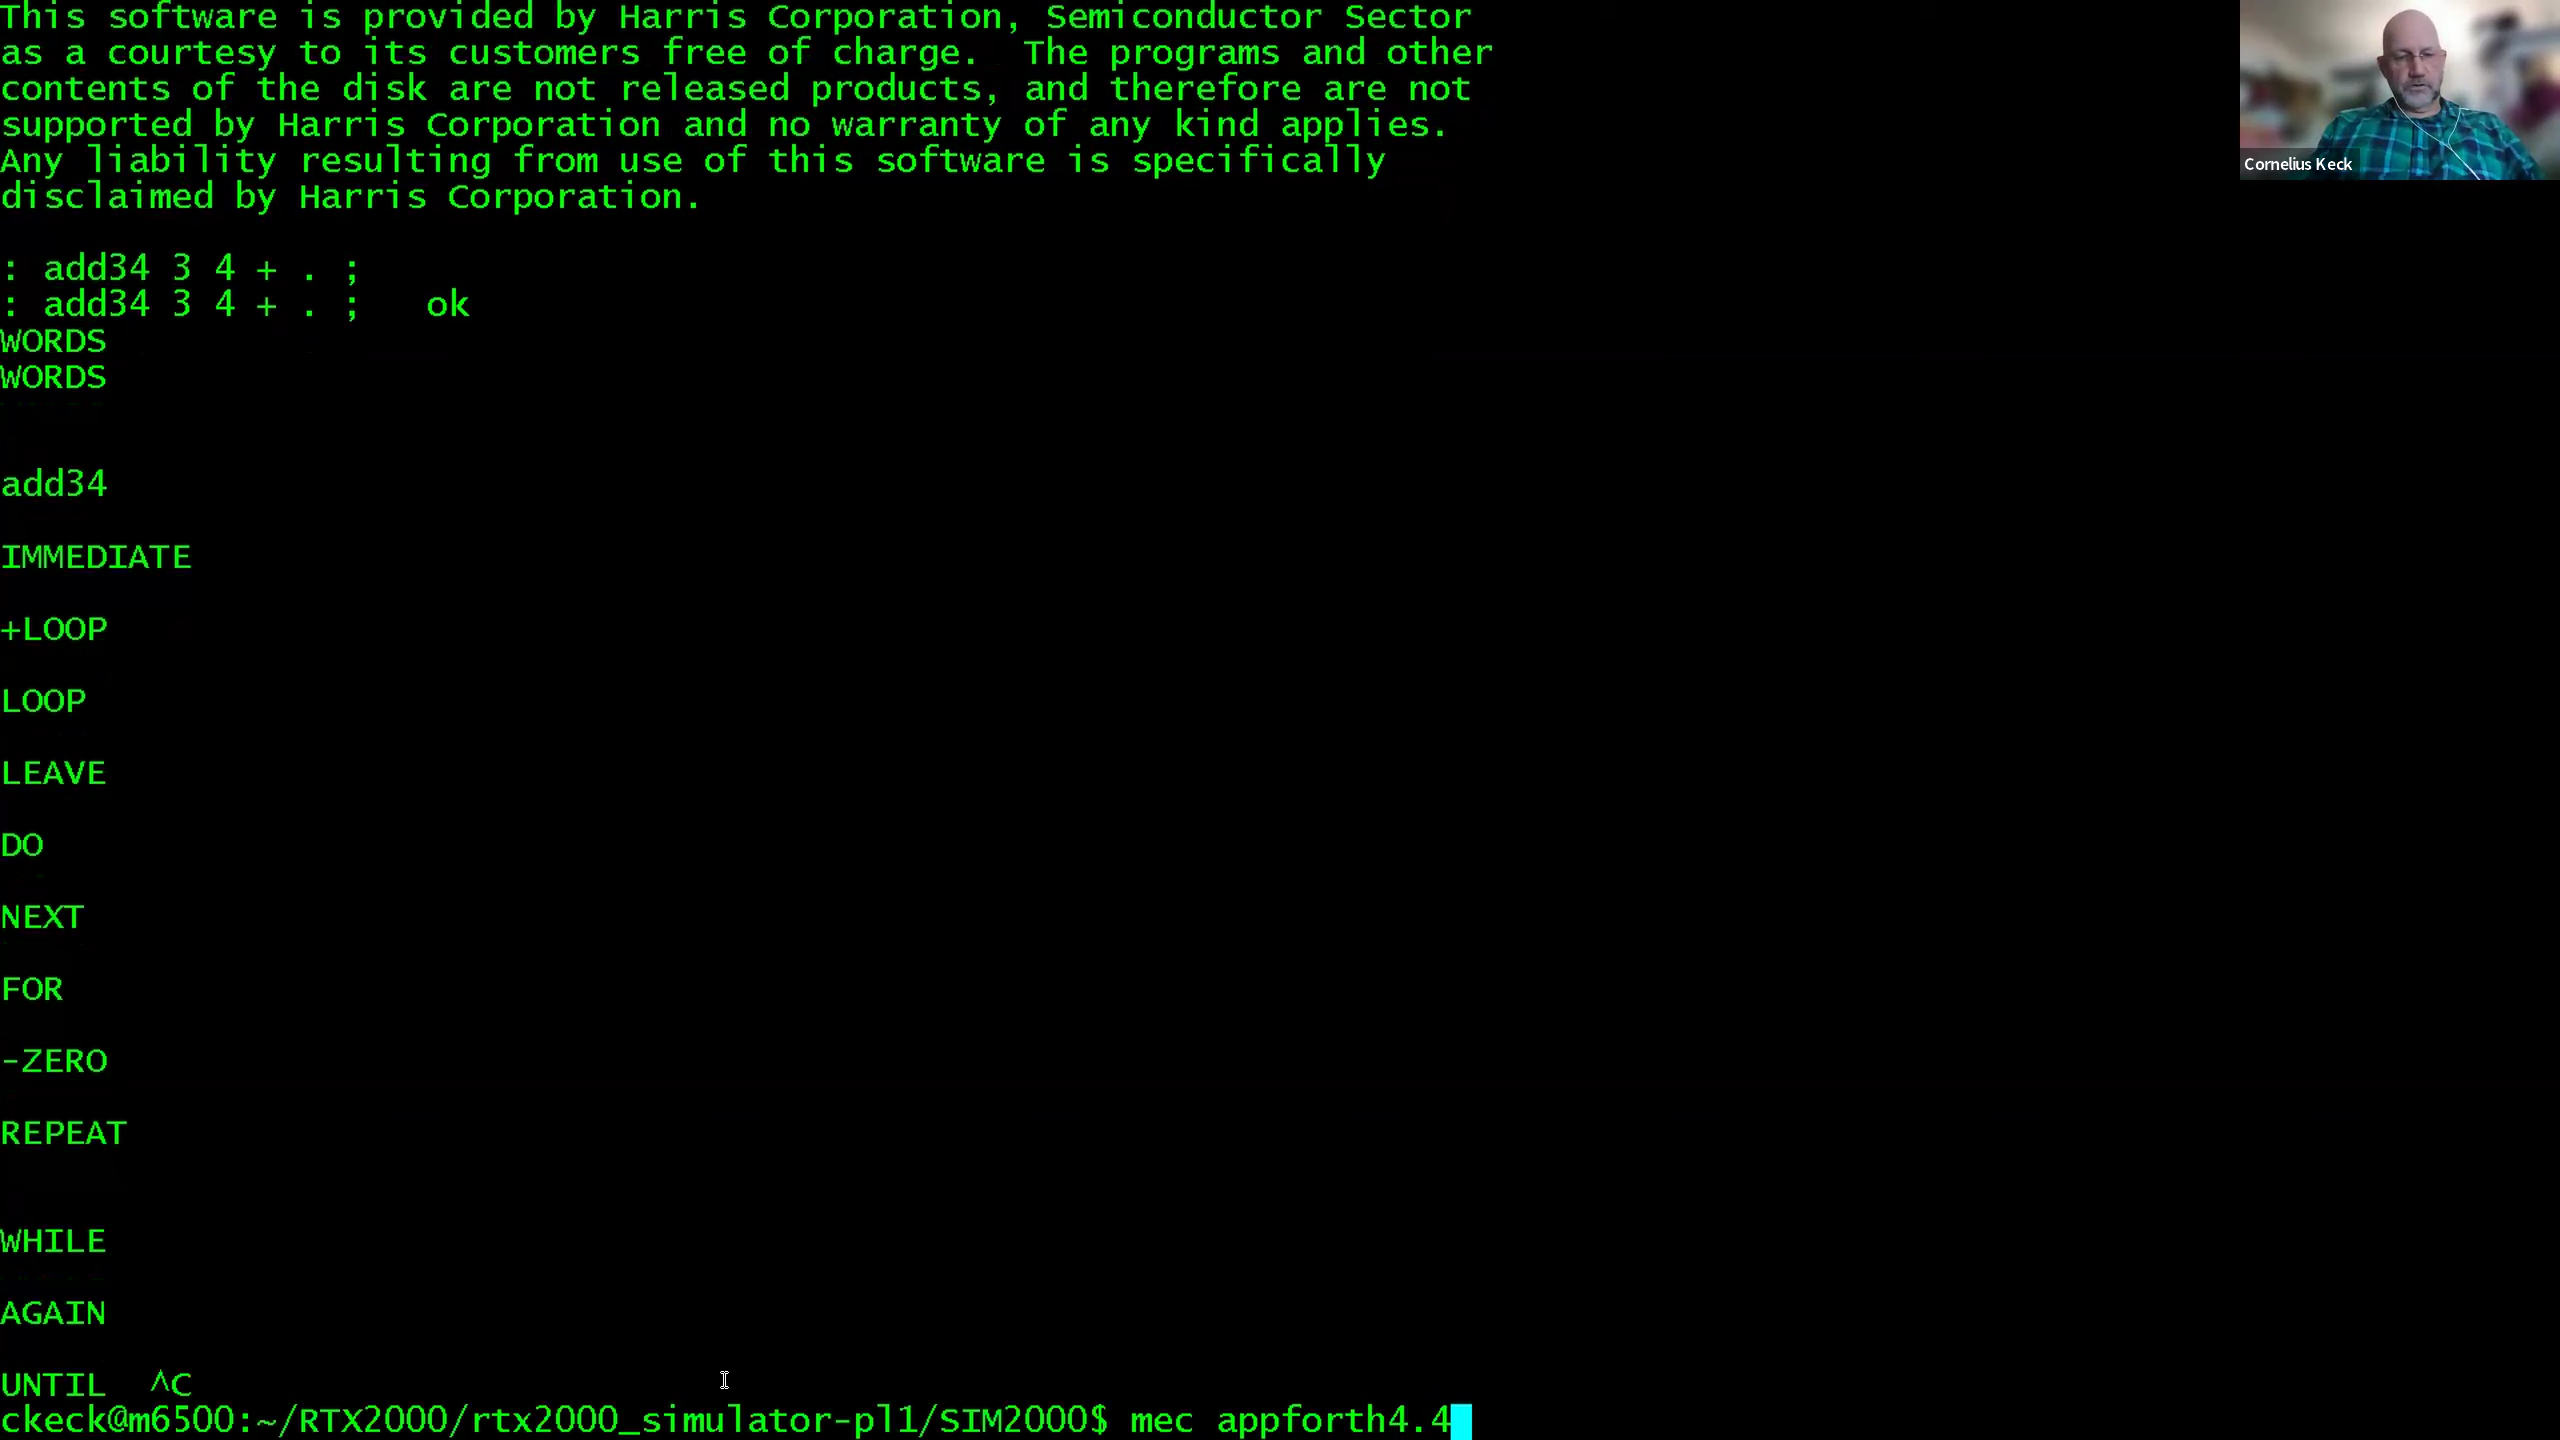 This software is provided by Harris Corporation, Semiconductor Sector
as a courtesy to its customers free of charge.  The programs and other
contents of the disk are not released products, and therefore are not
supported by Harris Corporation and no warranty of any kind applies.
Any liability resulting from use of this software is specifically
disclaimed by Harris Corporation.
: add34 3 4 + . ;
: add34 3 4 + . ;   ok
WORDS
WORDS
add34
IMMEDIATE
+LOOP
LOOP
LEAVE
DO
NEXT
FOR
-ZERO
REPEAT
WHILE
AGAIN
UNTIL  ^C
ckeck@m6500:~/RTX2000/rtx2000_simulator-pl1/SIM2000$ mec appforth4.4
Cornelius Keck